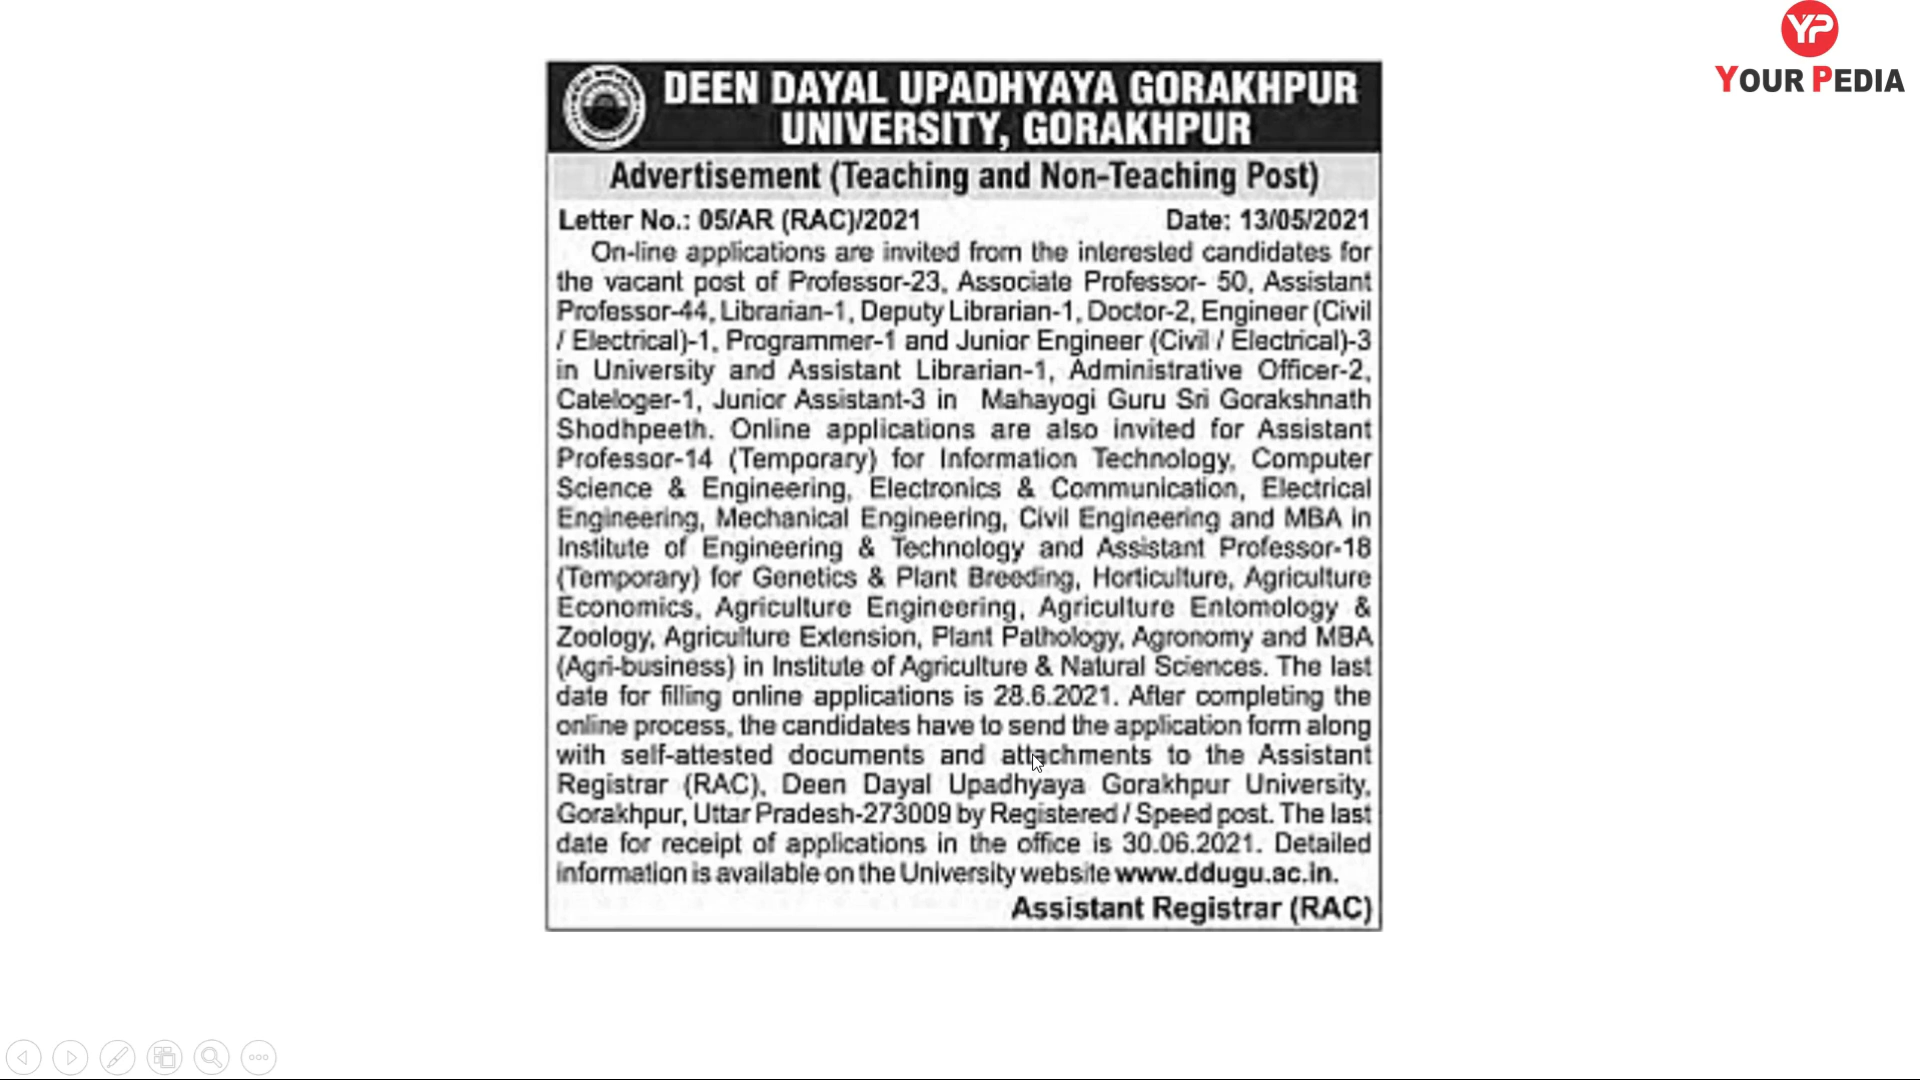 YP
YOUR PEDIA
DEEN DAYAL UPADHYAYA GORAKHPUR
UNIVERSITY, GORAKHPUR
Advertisement (Teaching and Non-Teaching Post)
Letter No.: 05/AR (RAC)/2021 Date: 13/05/2021
On-line applications are invited from the interested candidates for
the vacant post of Professor-23, Associate Professor- 50, Assistant
Professor-44, Librarian-1, Deputy Librarian-1, Doctor-2, Engineer (Civil
/ Electrical)-1, Programmer-1 and Junior Engineer (Civil / Electrical)-3
in University and Assistant Librarian-1, Administrative Officer-2,
Cateloger-1, Junior Assistant-3 in Mahayogi Guru Sri Gorakshnath
Shodhpeeth. Online applications are also invited for Assistant
Professor-14 (Temporary) for Information Technology, Computer
Science & Engineering, Electronics & Communication, Electrical
Engineering, Mechanical Engineering, Civil Engineering and MBA in
Institute of Engineering & Technology and Assistant Professor-18
(Temporary) for Genetics & Plant Breeding, Horticulture, Agriculture
Economics, Agriculture Engineering, Agriculture Entomology &
Zoology, Agriculture Extension, Plant Pathology, Agronomy and MBA
(Agri-business) in Institute of Agriculture & Natural Sciences. The last
date for filling online applications is 28.6.2021. After completing the
online process, the candidates have to send the application form along
with self-attested documents and attachments to the Assistant
Registrar (RAC), Deen Dayal Upadhyaya Gorakhpur University,
Gorakhpur, Uttar Pradesh-273009 by Registered / Speed post. The last
date for receipt of applications in the office is 30.06.2021. Detailed
information is available on the University website www.ddugu.ac.in.
Assistant Registrar (RAC)